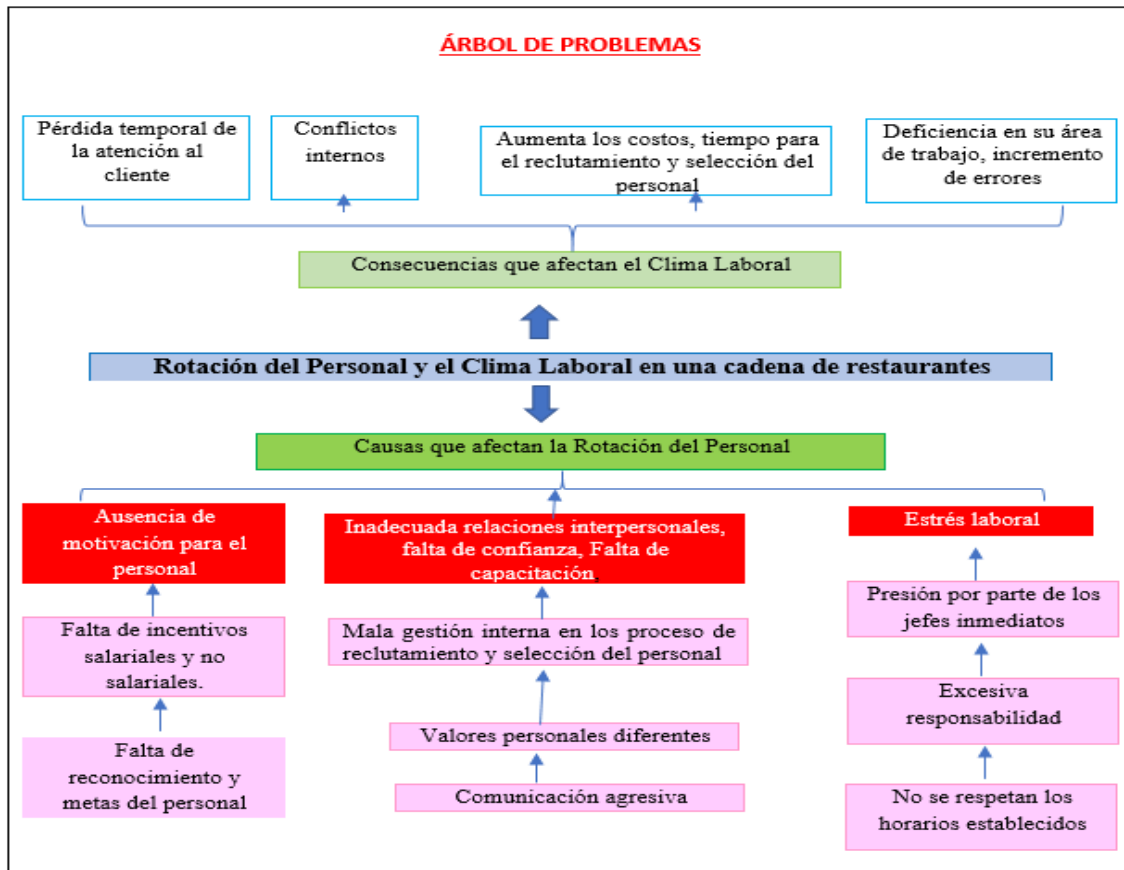 ÁRBOL DE PROBLEMAS
Pérdida temporal de
la atención al
cliente
Conflictos
internos
Aumenta los costos, tiempo para
el reclutamiento y selección del
personal
Deficiencia en su área
de trabajo, incremento
de errores
Consecuencias que afectan el Clima Laboral
Rotación del Personal y el Clima Laboral en una cadena de restaurantes
Causas que afectan la Rotación del Personal
Ausencia de
motivación para el
personal
Inadecuada relaciones interpersonales,
falta de confianza, Falta de
capacitación,
Estrés laboral
Falta de incentivos
salariales y no
salariales.
Mala gestión interna en los proceso de
reclutamiento y selección del personal
Presión por parte de los
jefes inmediatos
Valores personales diferentes
Excesiva
responsabilidad
Falta de
reconocimiento y
metas del personal
Comunicación agresiva
No se respetan los
horarios establecidos